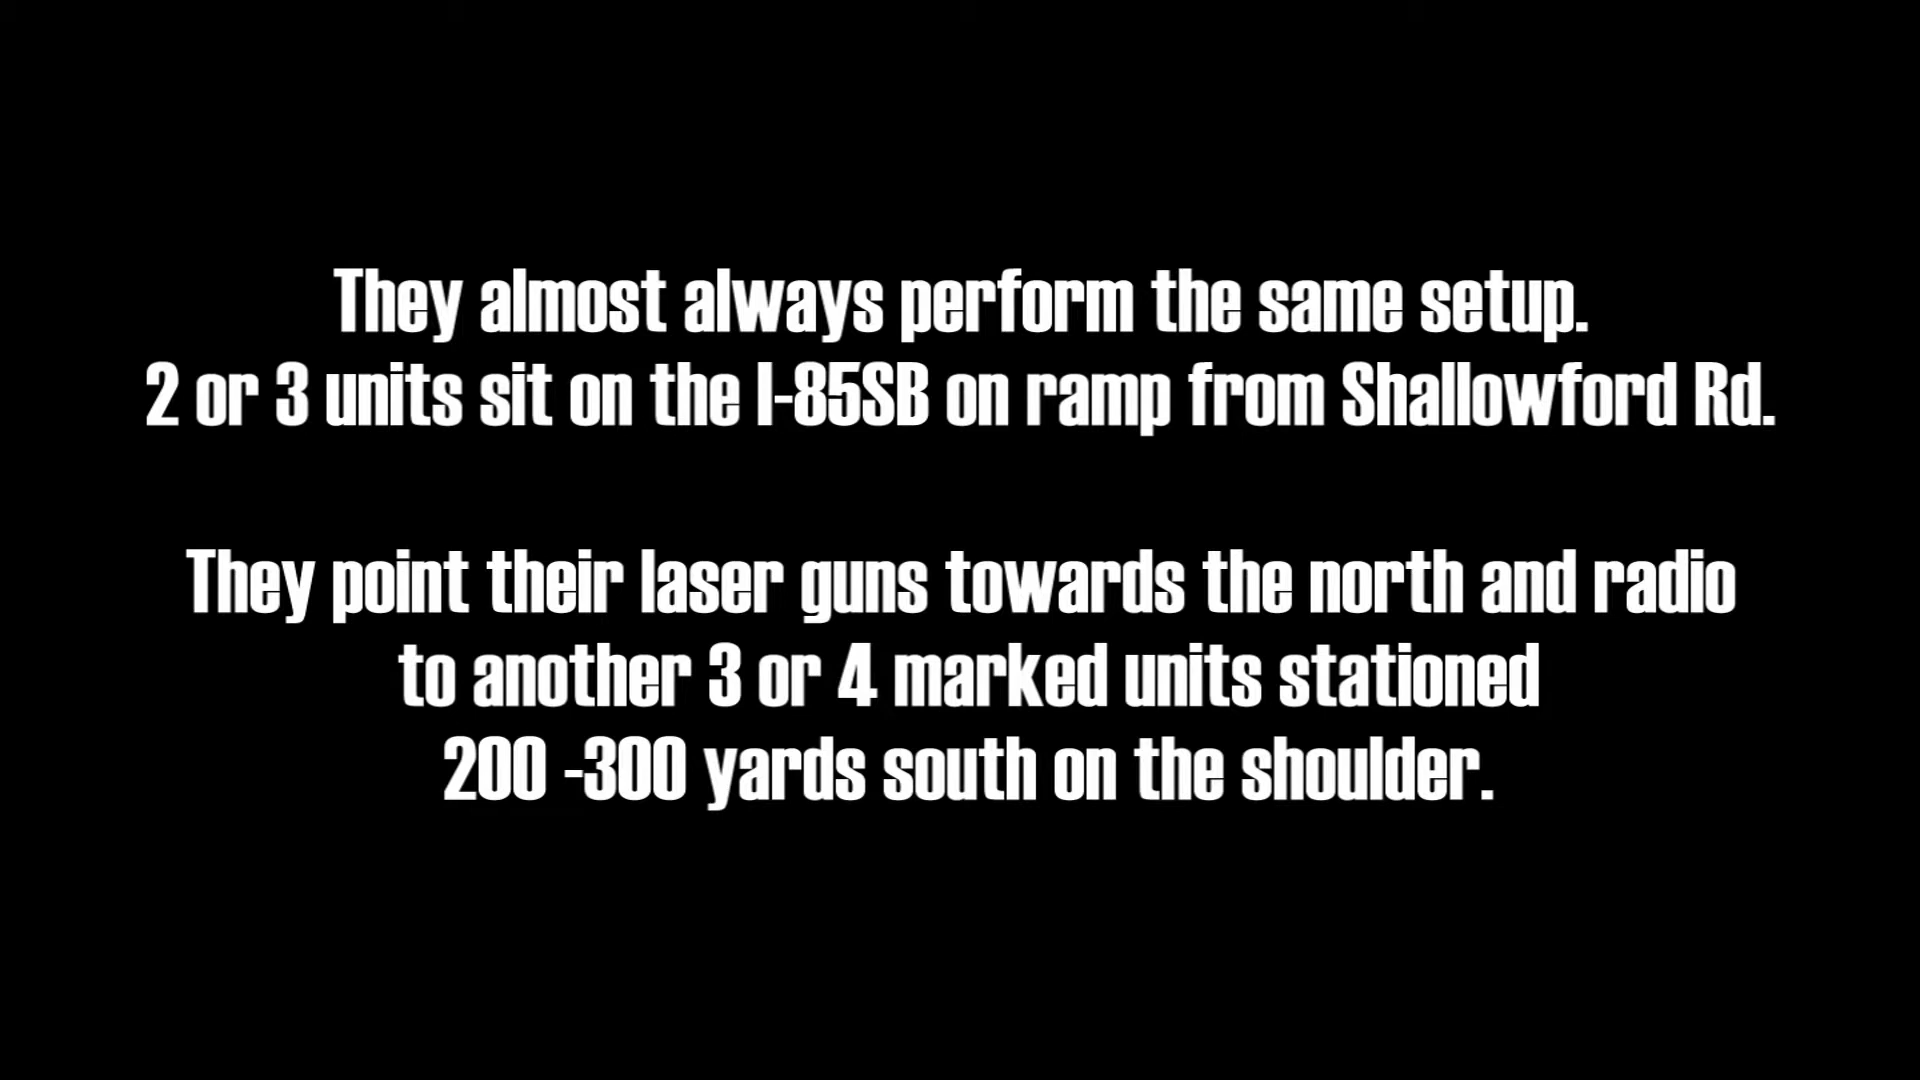 They almost always perform the same setup.
2 or 3 units sit on the I-85SB on ramp from Shallowford Rd.
They point their laser guns towards the north and radio
to another 3 or 4 marked units stationed
200 -300 yards south on the shoulder.